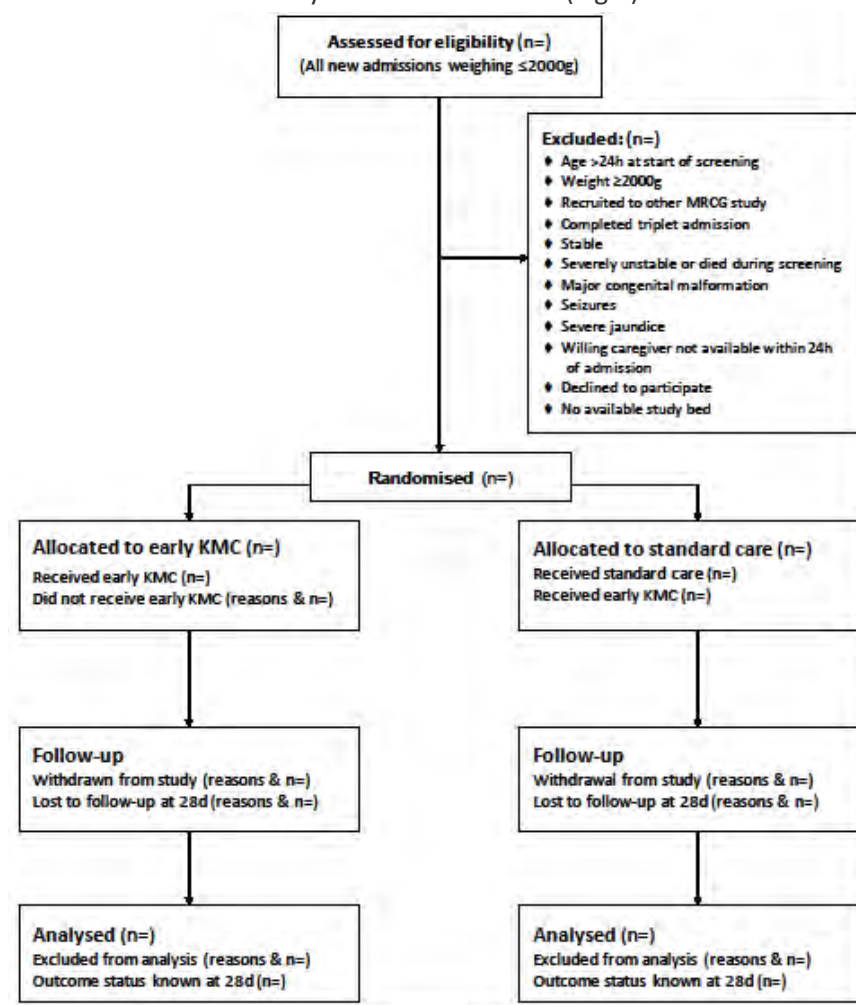 Assessed for eligibility (n=)
(All new admissions weighing ≤2000g)
Excluded: (n=)
♦ Age >24h at start of screening
♦ Weight ≥2000g
♦ Recruited to other MRCG study
♦ Completed triplet admission
♦ Stable
♦ Severely unstable or died during screening
♦ Major congenital malformation
♦ Seizures
♦ Severe jaundice
♦ Willing caregiver not available within 24h
of admission
♦ Declined to participate
♦ No available study bed
Randomised (n=)
Allocated to early KMC (n=)
Received early KMC (n=)
Did not receive early KMC (reasons & n=)
Allocated to standard care (n=)
Received standard care (n=)
Received early KMC (n=)
Follow-up
Withdrawn from study (reasons & n=)
Lost to follow-up at 28d (reasons & n=)
Follow-up
Withdrawal from study (reasons & n=)
Lost to follow-up at 28d (reasons & n=)
Analysed (n=)
Excluded from analysis (reasons & n=)
Outcome status known at 28d (n=)
Analysed (n=)
Excluded from analysis (reasons & n=)
Outcome status known at 28d (n=)